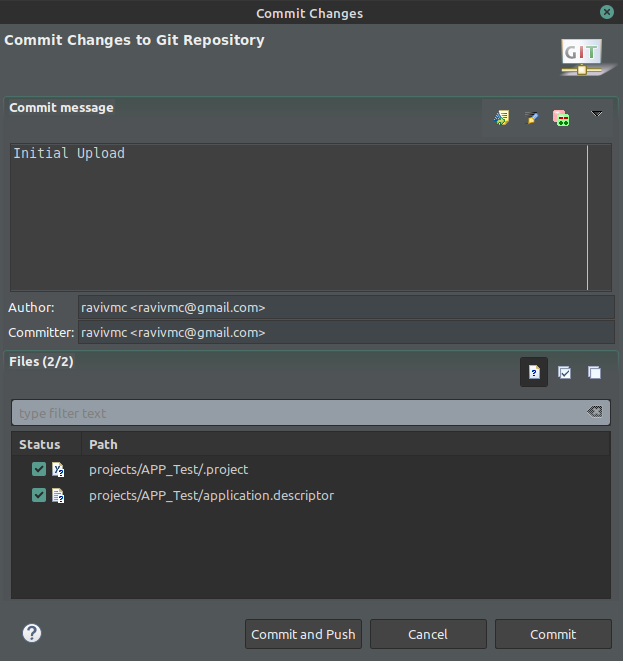 Commit Changes
Commit Changes to Git Repository
GIT
Commit message
Initial Upload
Author: ravivmc <ravivmc@gmail.com>
Committer: ravivmc <ravivmc@gmail.com>
Files (2/2)
type filter text
Status Path
projects/APP_Test/.project
projects/APP_Test/application.descriptor
Commit and Push Cancel Commit